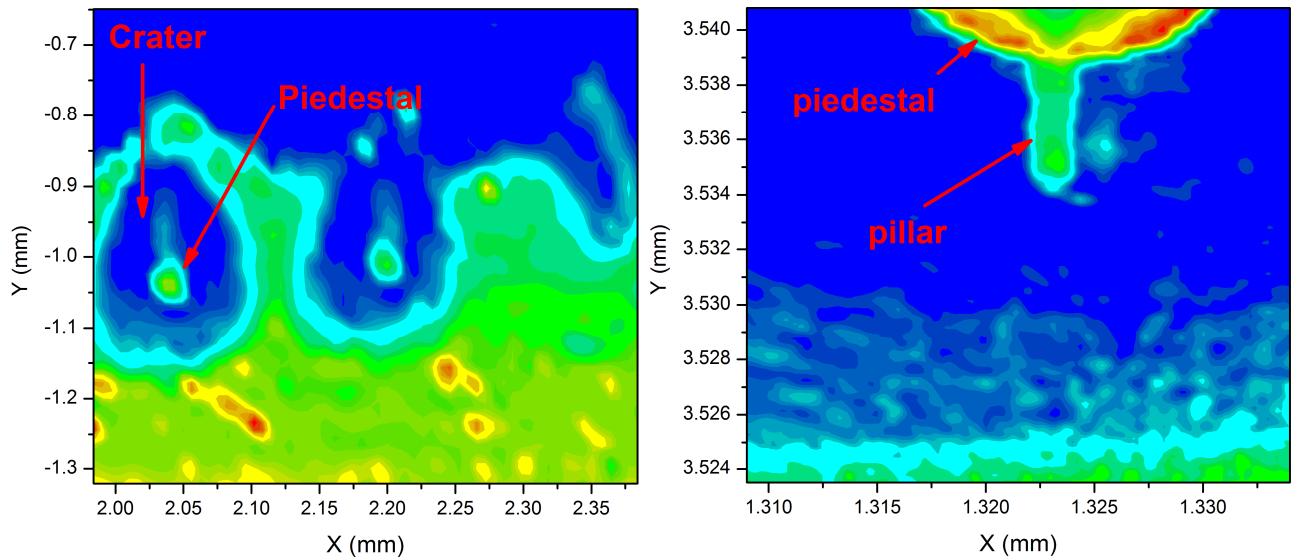 Crater
Piedestal
-0.7
-0.8
-0.9
-1.0
-1.1
-1.2
-1.3
Y (mm)
2.00 2.05 2.10 2.15 2.20 2.25 2.30 2.35
X (mm)
piedestal
pillar
3.540
3.538
3.536
3.534
3.532
3.530
3.528
3.526
3.524
Y (mm)
1.310 1.315 1.320 1.325 1.330
X (mm)